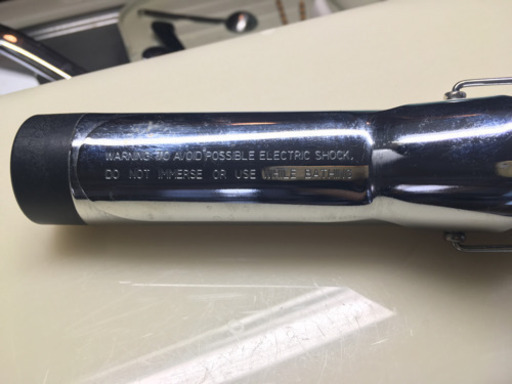 WARNING: TO AVOID POSSIBLE ELECTRIC SHOCK,
DO NOT IMMERSE OR USE WHILE BATHING